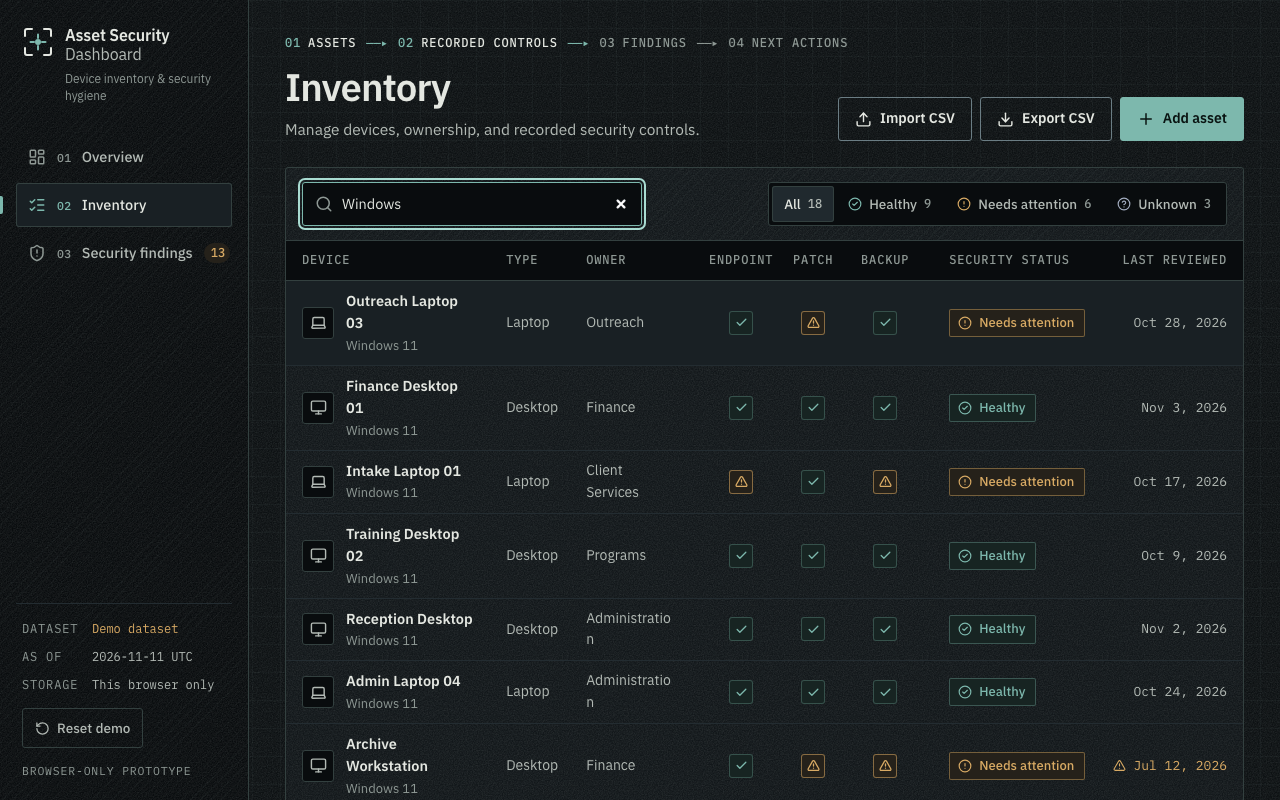 Asset Security
Dashboard
Device inventory & security
hygiene
01 Overview
02 Inventory
03 Security findings 13
DATASET Demo dataset
AS OF 2026-11-11 UTC
STORAGE This browser only
Reset demo
BROWSER-ONLY PROTOTYPE
01 ASSETS 02 RECORDED CONTROLS 03 FINDINGS 04 NEXT ACTIONS
Inventory
Manage devices, ownership, and recorded security controls.
Import CSV Export CSV Add asset
Windows
All 18 Healthy 9 Needs attention 6 Unknown 3
DEVICE TYPE OWNER ENDPOINT PATCH BACKUP SECURITY STATUS LAST REVIEWED
Outreach Laptop
03
Windows 11
Laptop Outreach Needs attention Oct 28, 2026
Finance Desktop
01
Windows 11
Desktop Finance Healthy Nov 3, 2026
Intake Laptop 01
Windows 11
Laptop
Client
Services
Needs attention Oct 17, 2026
Training Desktop
02
Windows 11
Desktop Programs Healthy Oct 9, 2026
Reception Desktop
Windows 11
Desktop
Administratio
n
Healthy Nov 2, 2026
Admin Laptop 04
Windows 11
Laptop
Administratio
n
Healthy Oct 24, 2026
Archive
Workstation
Windows 11
Desktop Finance Needs attention Jul 12, 2026